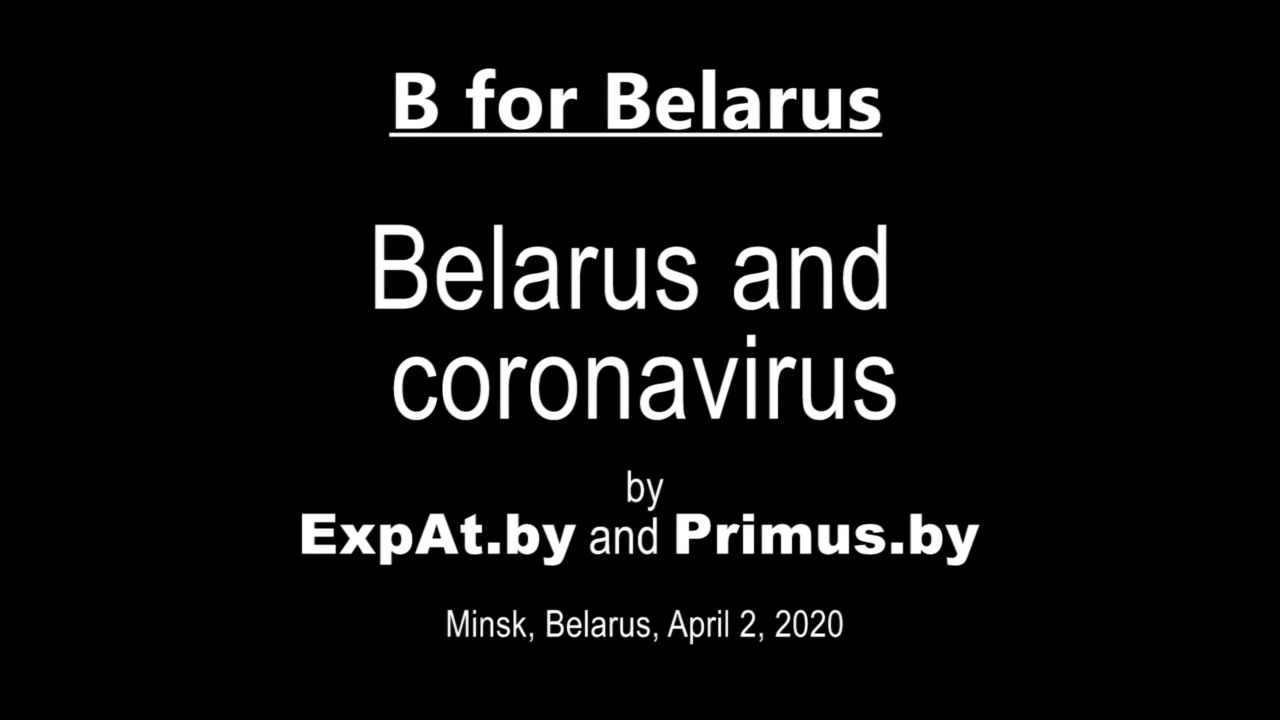 B for Belarus
Belarus and
coronavirus
by
ExpAt.by and Primus.by
Minsk, Belarus, April 2, 2020